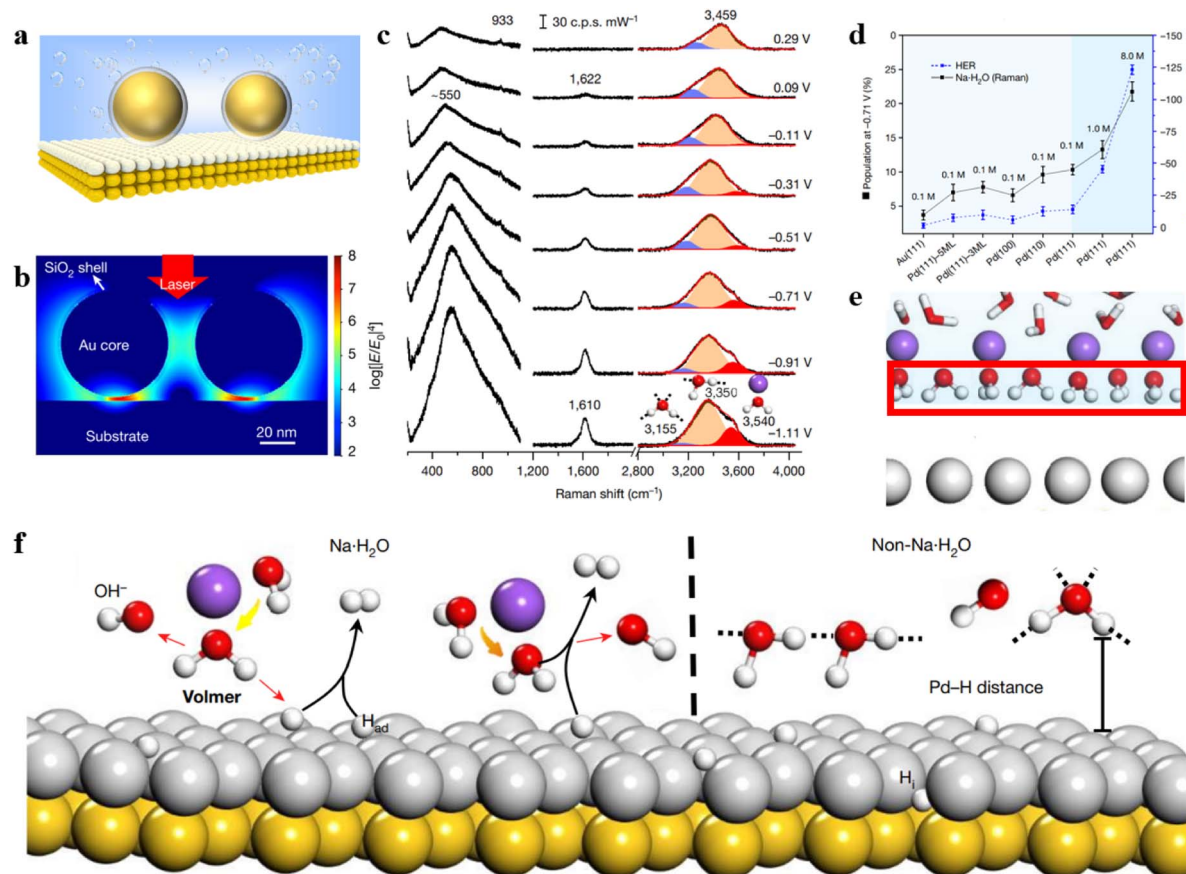 a
b
SiO₂ shell
Laser
Au core
Substrate
20 nm
log[|E/E₀|⁴]
8
7
6
5
4
3
2
c
933
30 c.p.s. mW⁻¹
3,459
0.29 V
1,622
0.09 V
~550
−0.11 V
−0.31 V
−0.51 V
−0.71 V
−0.91 V
1,610
3,155
3,350
3,540
−1.11 V
400 800 1,200 1,600 2,800 3,200 3,600 4,000
Raman shift (cm⁻¹)
d
0
5
10
15
20
25
Population at −0.71 V (%)
HER
Na·H₂O (Raman)
0.1 M
0.1 M
0.1 M
0.1 M
0.1 M
0.1 M
1.0 M
8.0 M
−150
−125
−100
−75
−50
−25
0
Au(111)
Pd(111)−5ML
Pd(111)−3ML
Pd(100)
Pd(110)
Pd(111)
Pd(111)
Pd(111)
e
f
Na·H₂O
Non-Na·H₂O
OH⁻
Volmer
H_ad
Pd–H distance
H_i